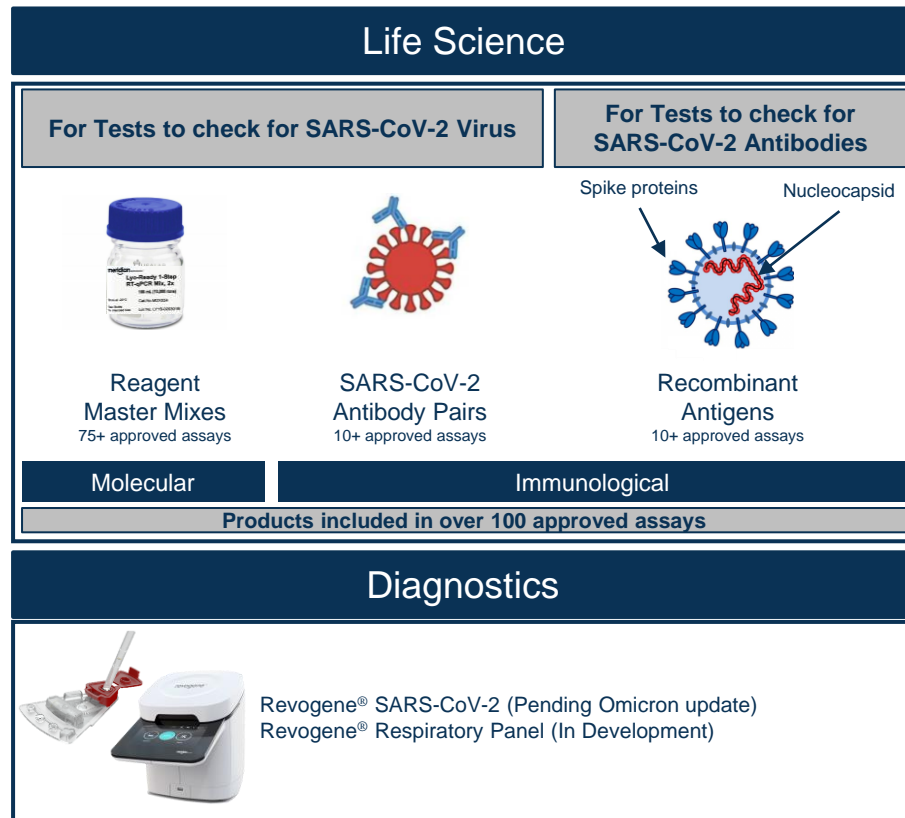 Life Science
For Tests to check for SARS-CoV-2 Virus
For Tests to check for
SARS-CoV-2 Antibodies
Spike proteins
Nucleocapsid
meridian
Lyo-Ready 1-Step
RT-qPCR Mix, 2x
Reagent
Master Mixes
75+ approved assays
SARS-CoV-2
Antibody Pairs
10+ approved assays
Recombinant
Antigens
10+ approved assays
Molecular
Immunological
Products included in over 100 approved assays
Diagnostics
revogene
Revogene® SARS-CoV-2 (Pending Omicron update)
Revogene® Respiratory Panel (In Development)